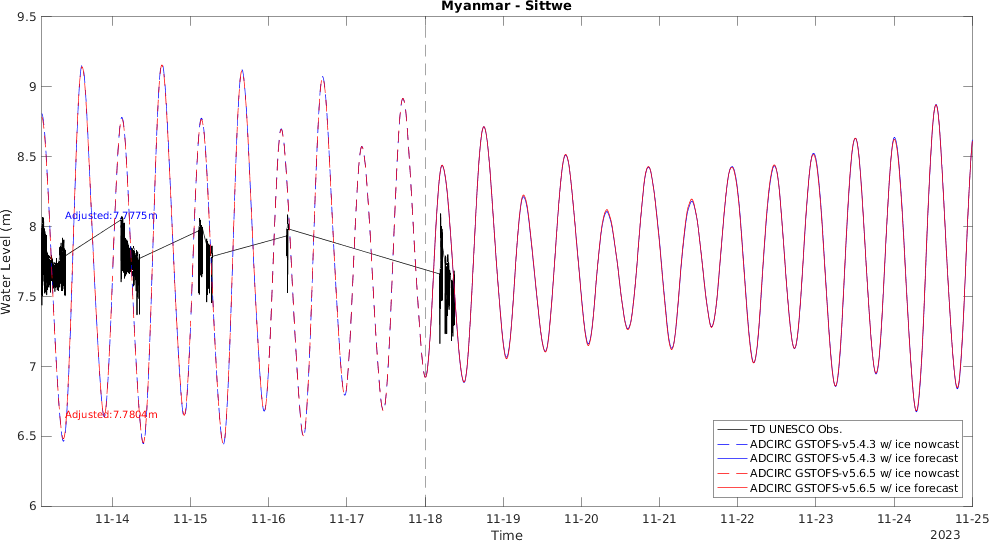 Myanmar - Sittwe
9.5
9
8.5
8
7.5
7
6.5
6
Water Level (m)
Adjusted:7.7775m
Adjusted:7.7804m
TD UNESCO Obs.
ADCIRC GSTOFS-v5.4.3 w/ ice nowcast
ADCIRC GSTOFS-v5.4.3 w/ ice forecast
ADCIRC GSTOFS-v5.6.5 w/ ice nowcast
ADCIRC GSTOFS-v5.6.5 w/ ice forecast
11-14 11-15 11-16 11-17 11-18 11-19 11-20 11-21 11-22 11-23 11-24 11-25
Time
2023